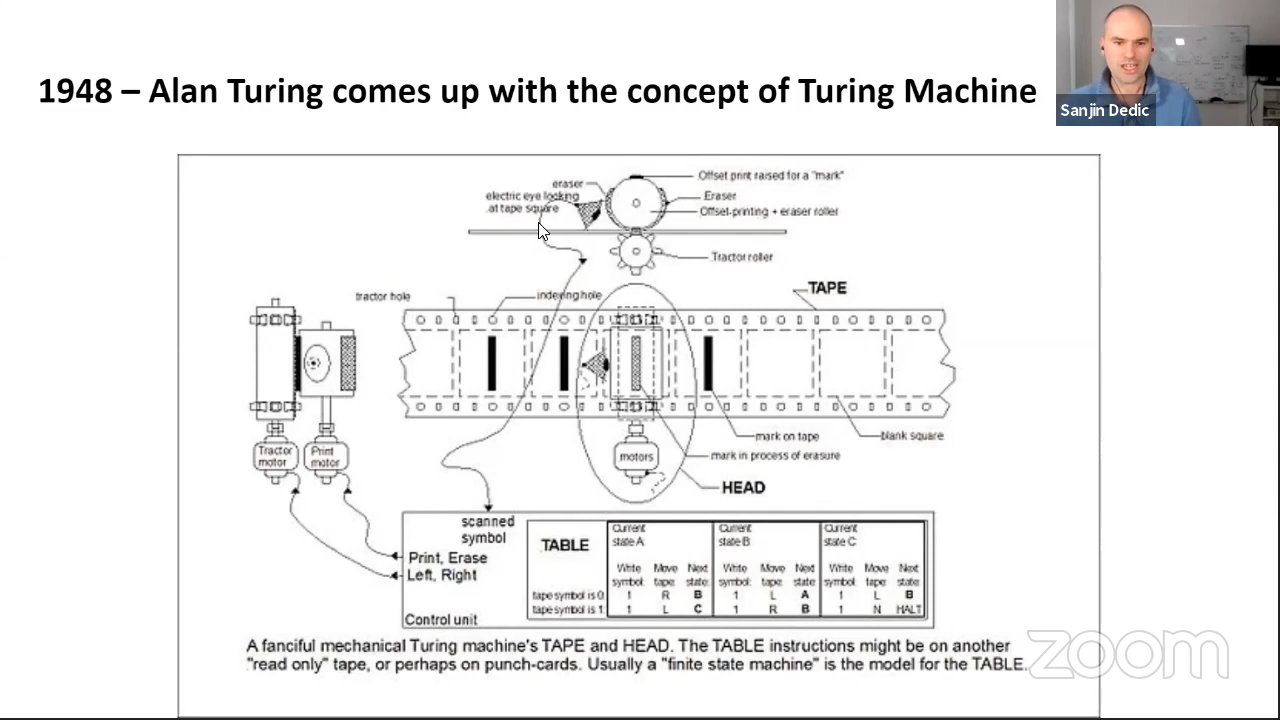 1948 – Alan Turing comes up with the concept of Turing Machine
Sanjin Dedic
Offset print raised for a "mark"
eraser
electric eye looking
at tape square
Eraser
Offset-printing + eraser roller
Tractor roller
tractor hole
indexing hole
TAPE
Tractor
motor
Print
motor
motors
mark on tape
blank square
mark in process of erasure
HEAD
scanned
symbol
Print, Erase
Left, Right
Control unit
TABLE
Current
state A
Current
state B
Current
state C
Write
symbol:
Move
tape:
Next
state:
Write
symbol:
Move
tape:
Next
state:
Write
symbol:
Move
tape:
Next
state:
tape symbol is 0: 1 R B 1 L A 1 L B
tape symbol is 1: 1 L C 1 R B 1 N HALT
A fanciful mechanical Turing machine's TAPE and HEAD. The TABLE instructions might be on another
"read only" tape, or perhaps on punch-cards. Usually a "finite state machine" is the model for the TABLE.
zoom